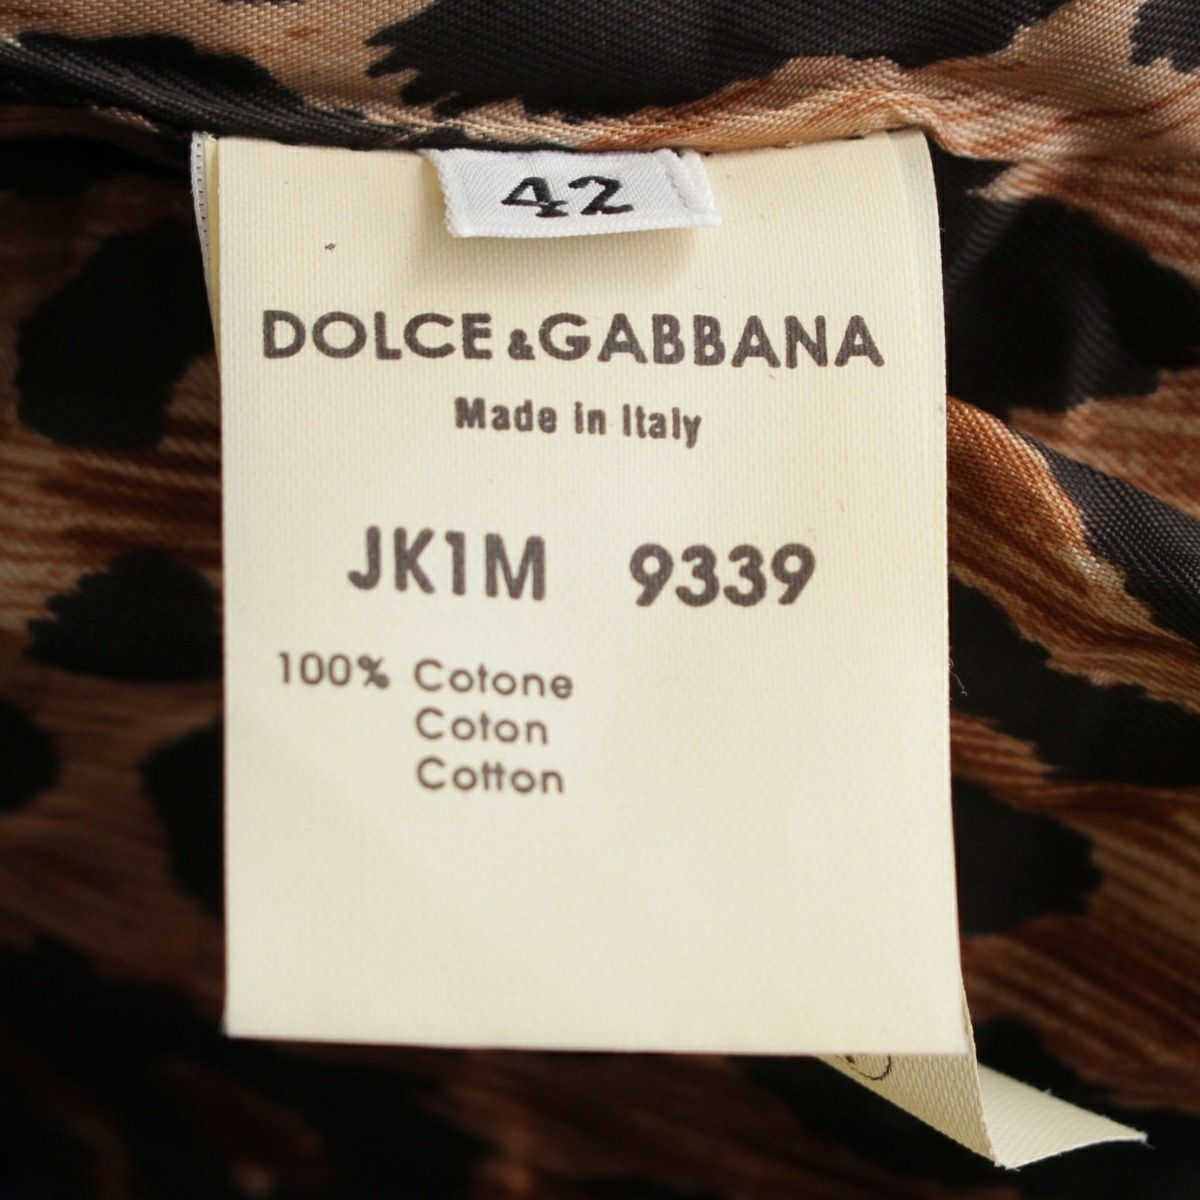 42
DOLCE & GABBANA
Made in Italy
JK1M 9339
100% Cotone
Coton
Cotton